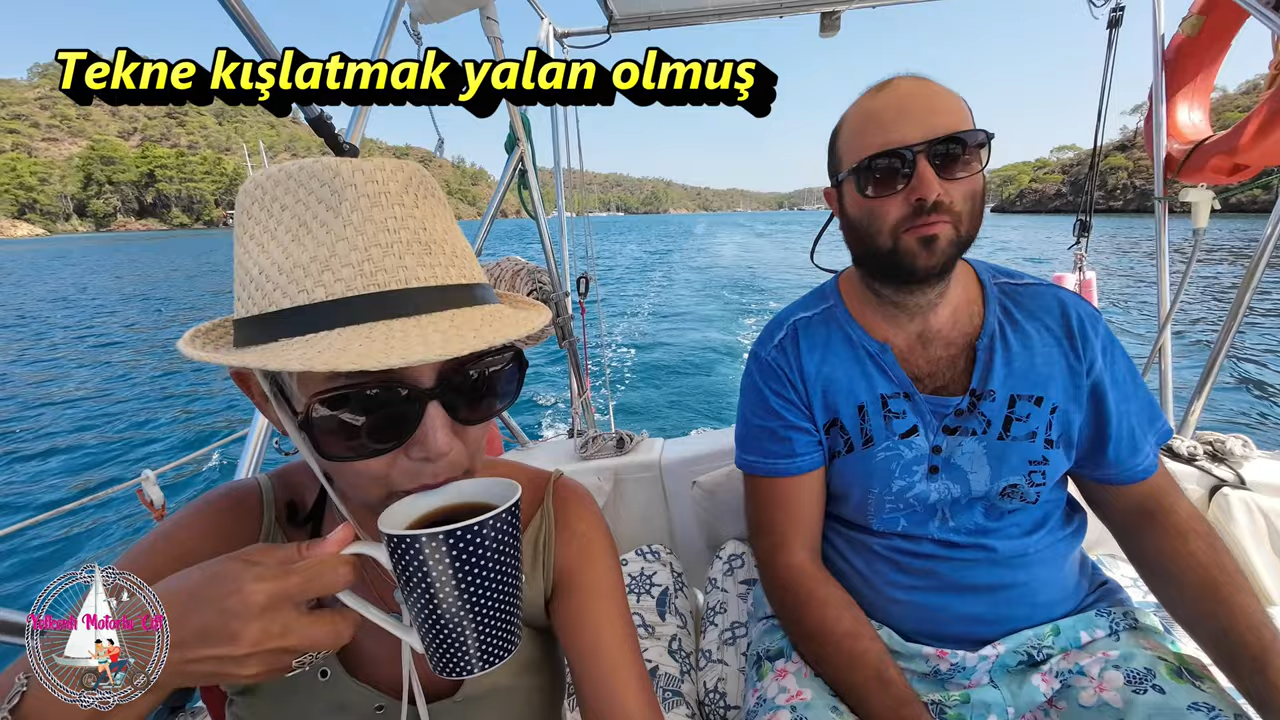 Tekne kışlatmak yalan olmuş
DIESEL
Yelkenli Motorlu Çift